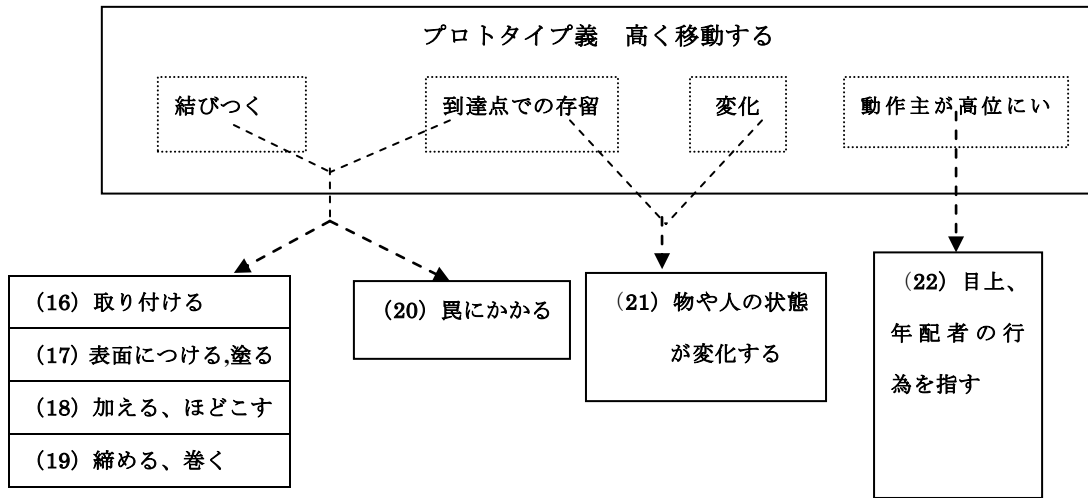 プロトタイプ義　高く移動する
結びつく
到達点での存留
変化
動作主が高位にい
(16) 取り付ける
(17) 表面につける,塗る
(18) 加える、ほどこす
(19) 締める、巻く
(20) 罠にかかる
(21) 物や人の状態
が変化する
(22) 目上、
年配者の行
為を指す